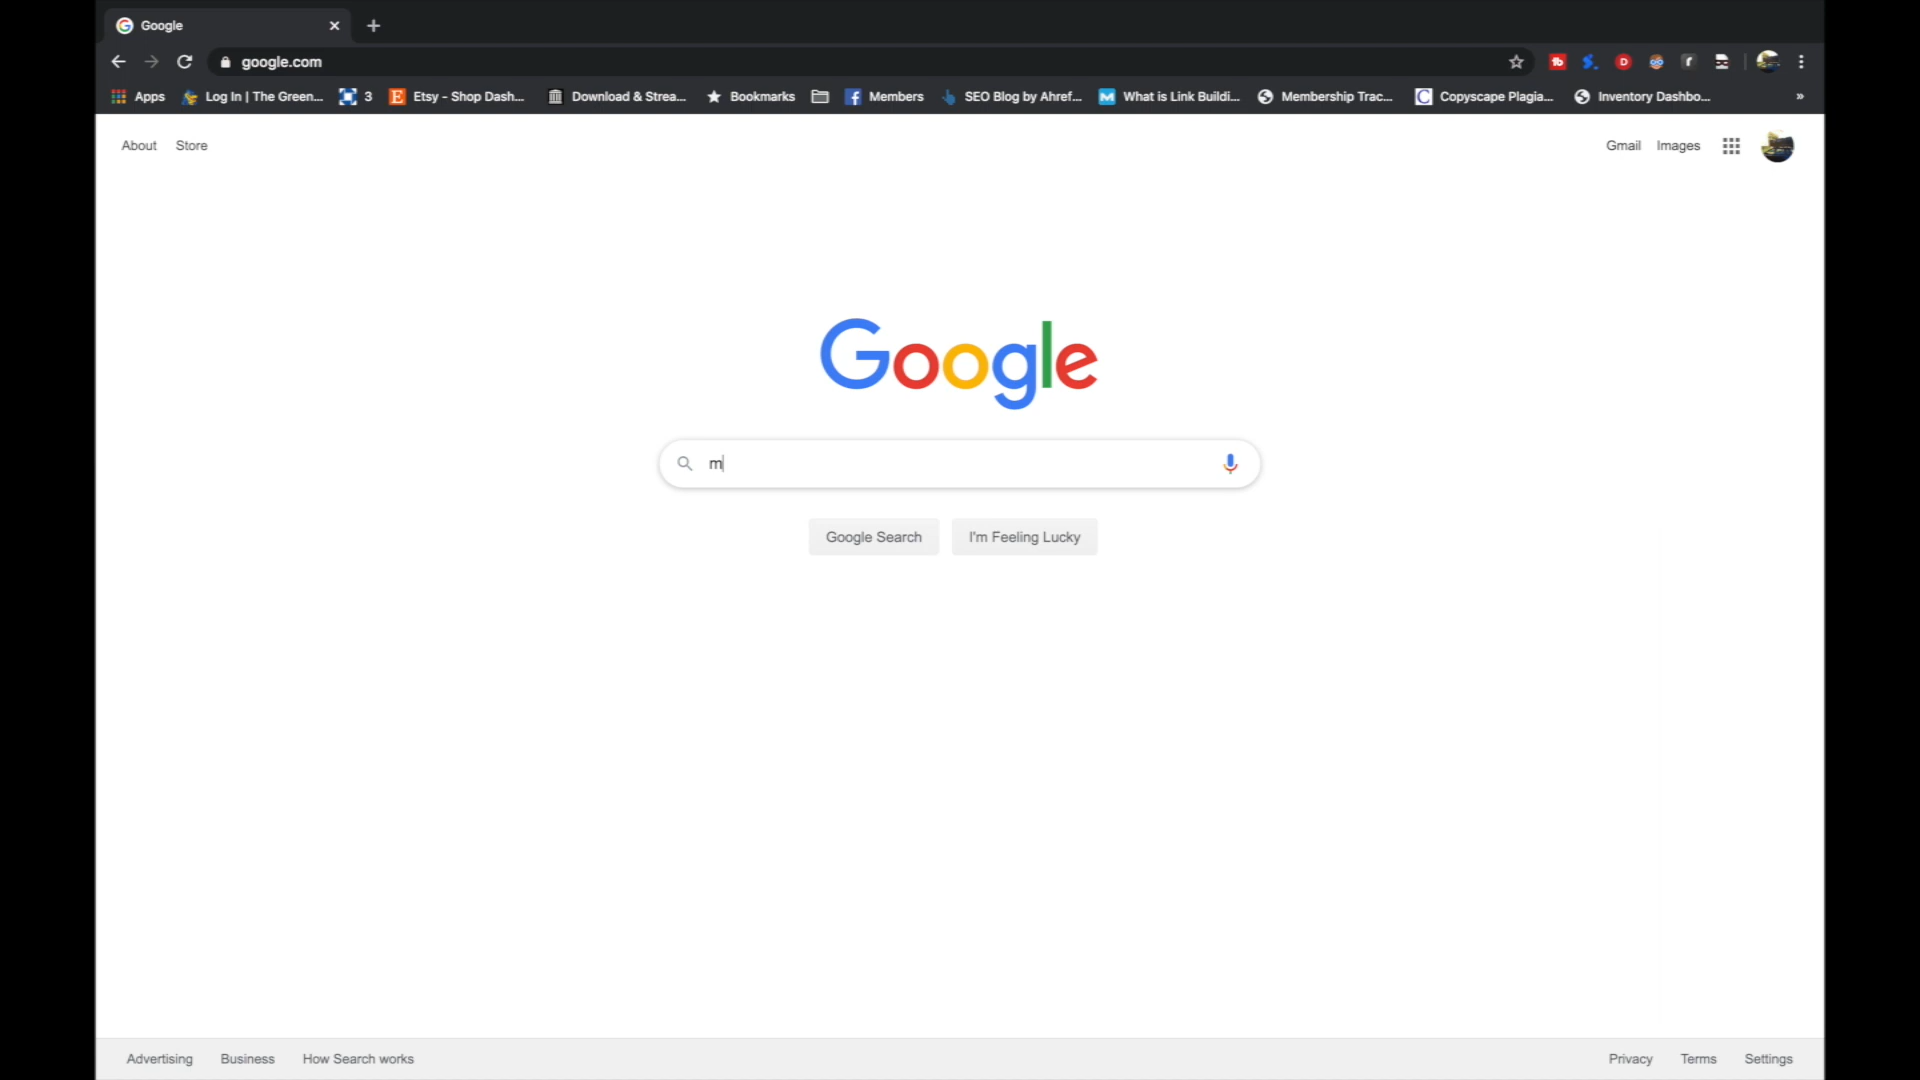 Google
google.com
Apps Log In | The Green... 3 Etsy - Shop Dash... Download & Strea... Bookmarks Members SEO Blog by Ahref... What is Link Buildi... Membership Trac... Copyscape Plagia... Inventory Dashbo... »
About Store Gmail Images
Google
m
Google Search I'm Feeling Lucky
Advertising Business How Search works Privacy Terms Settings